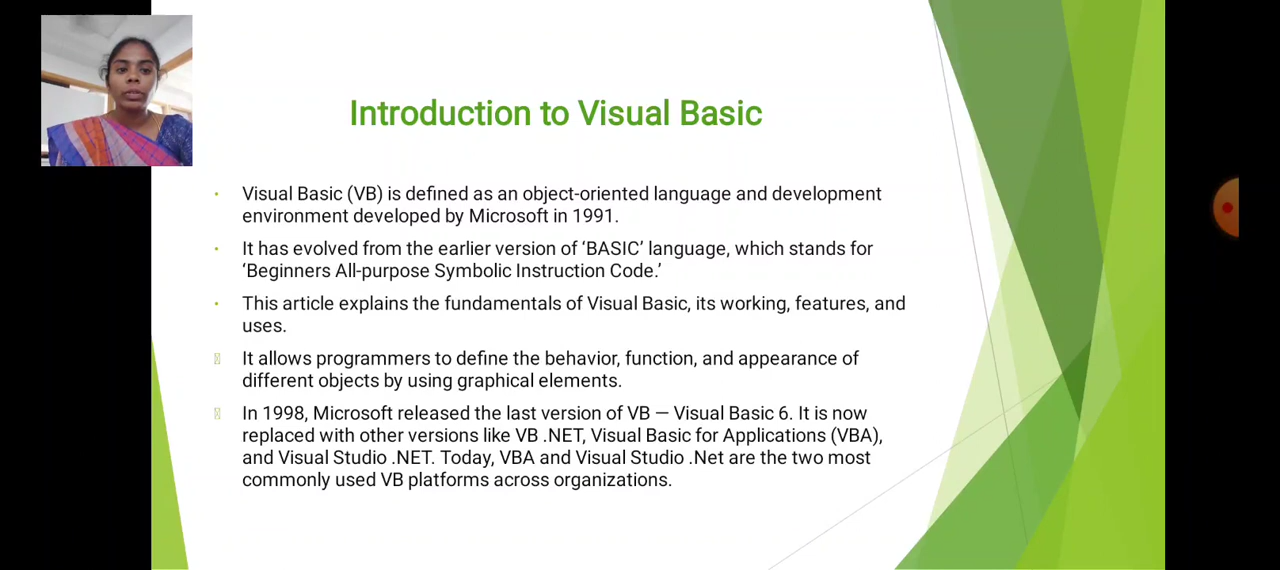 Introduction to Visual Basic
Visual Basic (VB) is defined as an object-oriented language and development
environment developed by Microsoft in 1991.
It has evolved from the earlier version of ‘BASIC’ language, which stands for
‘Beginners All-purpose Symbolic Instruction Code.’
This article explains the fundamentals of Visual Basic, its working, features, and
uses.
It allows programmers to define the behavior, function, and appearance of
different objects by using graphical elements.
In 1998, Microsoft released the last version of VB — Visual Basic 6. It is now
replaced with other versions like VB .NET, Visual Basic for Applications (VBA),
and Visual Studio .NET. Today, VBA and Visual Studio .Net are the two most
commonly used VB platforms across organizations.